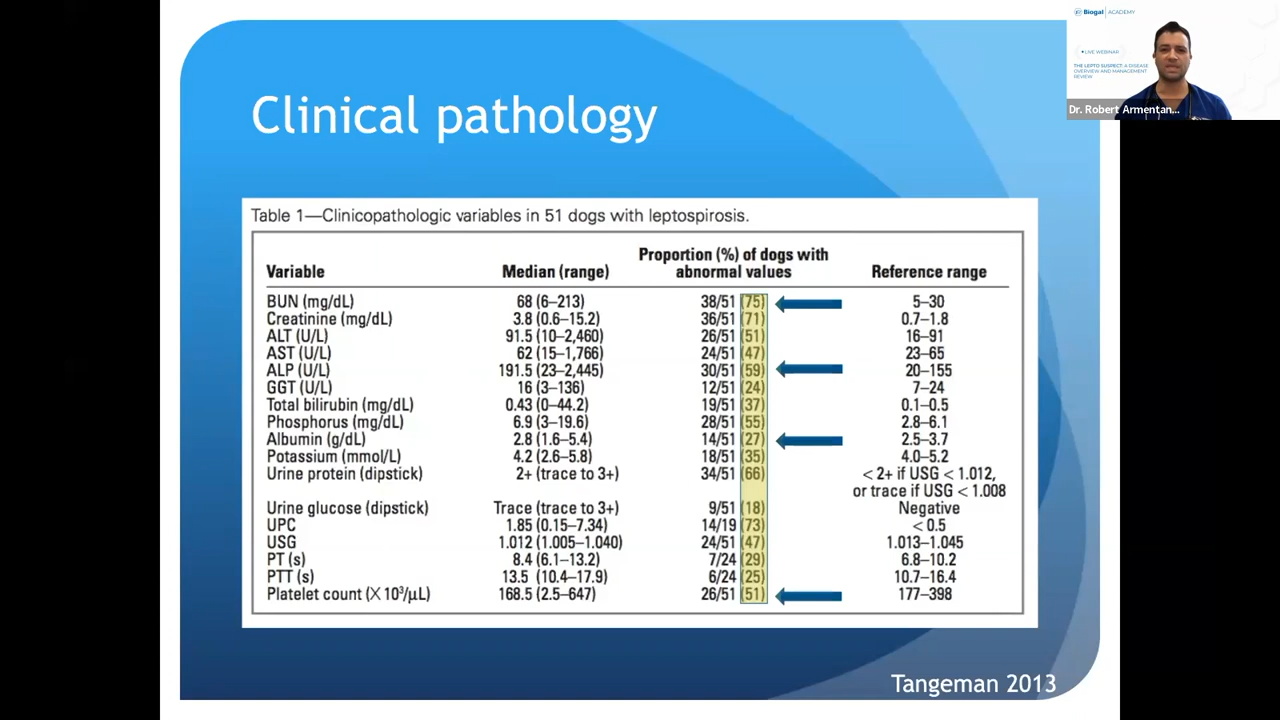 Biogal ACADEMY
• LIVE WEBINAR
THE LEPTO SUSPECT: A DISEASE
OVERVIEW AND MANAGEMENT
REVIEW
Dr. Robert Armentan...
Clinical pathology
Table 1—Clinicopathologic variables in 51 dogs with leptospirosis.
Variable Median (range) Proportion (%) of dogs with abnormal values Reference range
BUN (mg/dL) 68 (6–213) 38/51 (75) 5–30
Creatinine (mg/dL) 3.8 (0.6–15.2) 36/51 (71) 0.7–1.8
ALT (U/L) 91.5 (10–2,460) 26/51 (51) 16–91
AST (U/L) 62 (15–1,766) 24/51 (47) 23–65
ALP (U/L) 191.5 (23–2,445) 30/51 (59) 20–155
GGT (U/L) 16 (3–136) 12/51 (24) 7–24
Total bilirubin (mg/dL) 0.43 (0–44.2) 19/51 (37) 0.1–0.5
Phosphorus (mg/dL) 6.9 (3–19.6) 28/51 (55) 2.8–6.1
Albumin (g/dL) 2.8 (1.6–5.4) 14/51 (27) 2.5–3.7
Potassium (mmol/L) 4.2 (2.6–5.8) 18/51 (35) 4.0–5.2
Urine protein (dipstick) 2+ (trace to 3+) 34/51 (66) < 2+ if USG < 1.012,
or trace if USG < 1.008
Urine glucose (dipstick) Trace (trace to 3+) 9/51 (18) Negative
UPC 1.85 (0.15–7.34) 14/19 (73) < 0.5
USG 1.012 (1.005–1.040) 24/51 (47) 1.013–1.045
PT (s) 8.4 (6.1–13.2) 7/24 (29) 6.8–10.2
PTT (s) 13.5 (10.4–17.9) 6/24 (25) 10.7–16.4
Platelet count (X 10³/µL) 168.5 (2.5–647) 26/51 (51) 177–398
Tangeman 2013